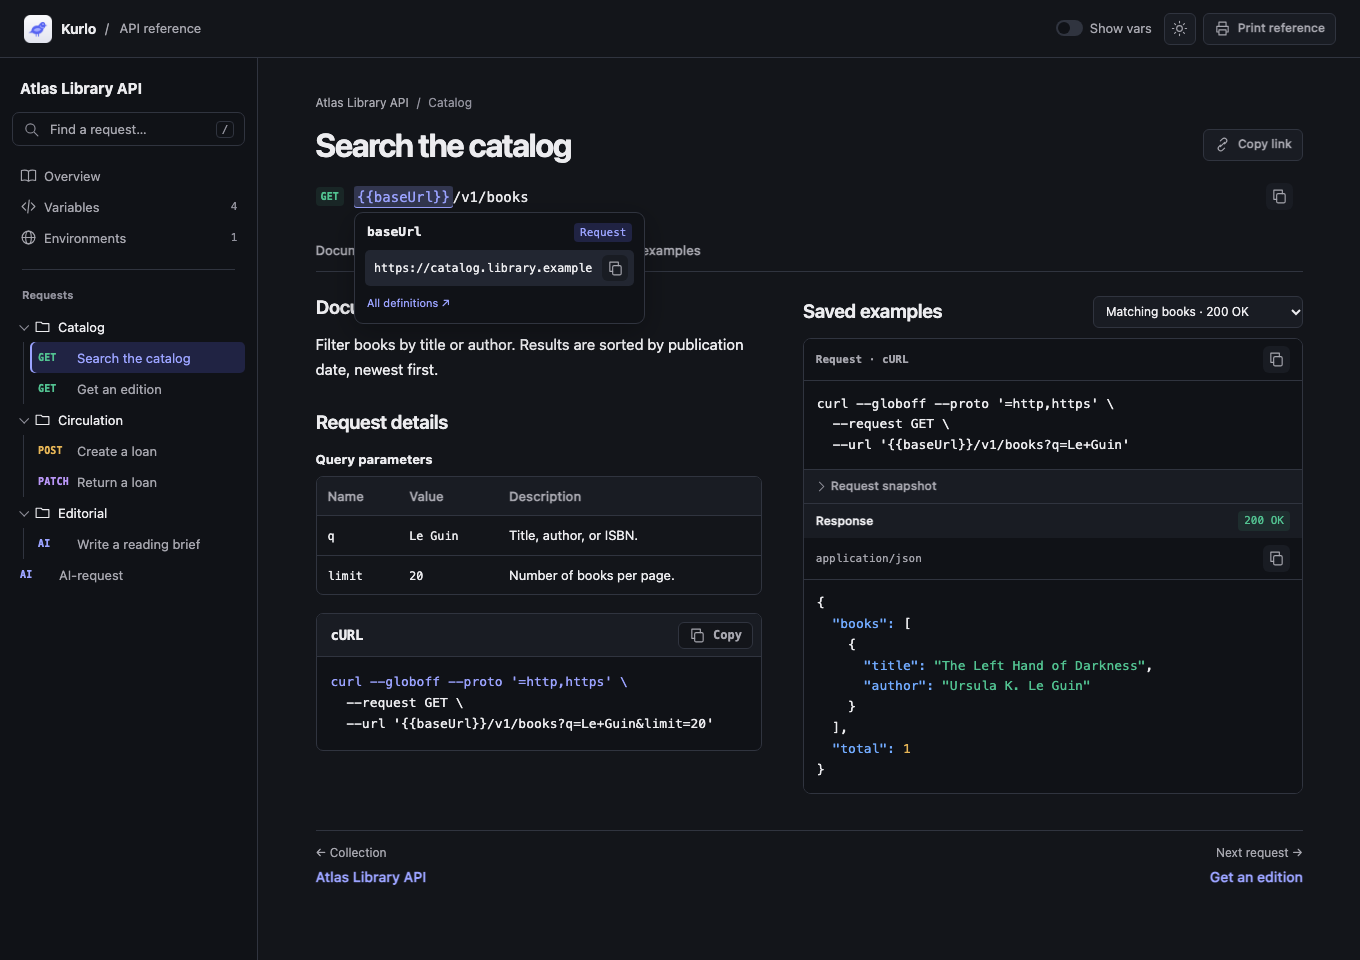 Kurlo / API reference
Show vars
Print reference
Atlas Library API
Find a request...
/
Overview
Variables 4
Environments 1
Requests
Catalog
GET Search the catalog
GET Get an edition
Circulation
POST Create a loan
PATCH Return a loan
Editorial
AI Write a reading brief
AI AI-request
Atlas Library API / Catalog
Search the catalog
Copy link
GET {{baseUrl}}/v1/books
baseUrl Request
https://catalog.library.example
All definitions ↗
Docum
examples
Docu
Filter books by title or author. Results are sorted by publication
date, newest first.
Request details
Query parameters
Name Value Description
q Le Guin Title, author, or ISBN.
limit 20 Number of books per page.
cURL Copy
curl --globoff --proto '=http,https' \
--request GET \
--url '{{baseUrl}}/v1/books?q=Le+Guin&limit=20'
Saved examples
Matching books · 200 OK
Request · cURL
curl --globoff --proto '=http,https' \
--request GET \
--url '{{baseUrl}}/v1/books?q=Le+Guin'
Request snapshot
Response 200 OK
application/json
{
"books": [
{
"title": "The Left Hand of Darkness",
"author": "Ursula K. Le Guin"
}
],
"total": 1
}
← Collection
Atlas Library API
Next request →
Get an edition